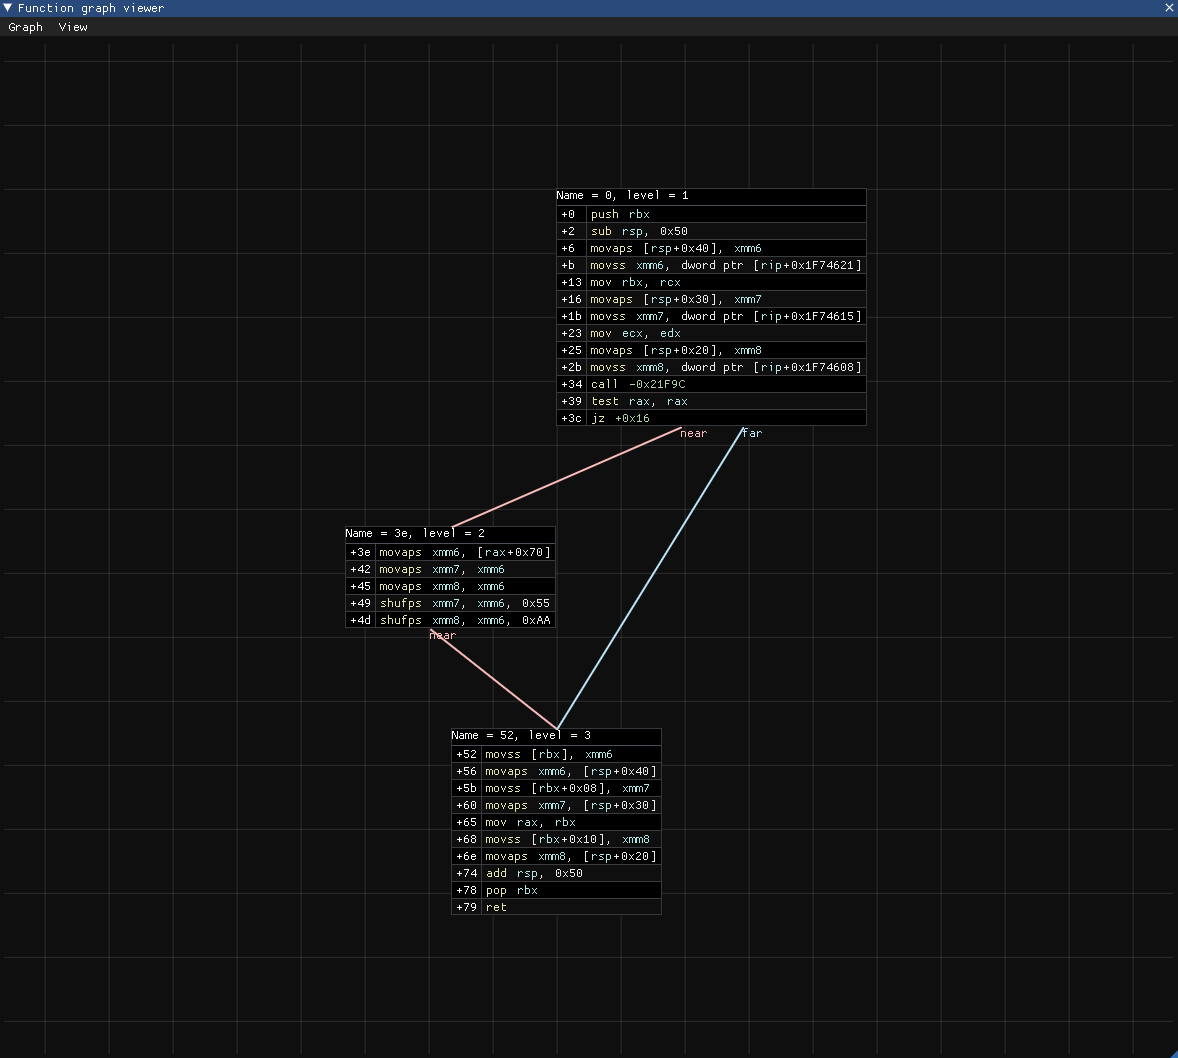 ▼ Function graph viewer ✕
Graph View
Name = 0, level = 1
+0 push rbx
+2 sub rsp, 0x50
+6 movaps [rsp+0x40], xmm6
+b movss xmm6, dword ptr [rip+0x1F74621]
+13 mov rbx, rcx
+16 movaps [rsp+0x30], xmm7
+1b movss xmm7, dword ptr [rip+0x1F74615]
+23 mov ecx, edx
+25 movaps [rsp+0x20], xmm8
+2b movss xmm8, dword ptr [rip+0x1F74608]
+34 call -0x21F9C
+39 test rax, rax
+3c jz +0x16
near far
Name = 3e, level = 2
+3e movaps xmm6, [rax+0x70]
+42 movaps xmm7, xmm6
+45 movaps xmm8, xmm6
+49 shufps xmm7, xmm6, 0x55
+4d shufps xmm8, xmm6, 0xAA
near
Name = 52, level = 3
+52 movss [rbx], xmm6
+56 movaps xmm6, [rsp+0x40]
+5b movss [rbx+0x08], xmm7
+60 movaps xmm7, [rsp+0x30]
+65 mov rax, rbx
+68 movss [rbx+0x10], xmm8
+6e movaps xmm8, [rsp+0x20]
+74 add rsp, 0x50
+78 pop rbx
+79 ret